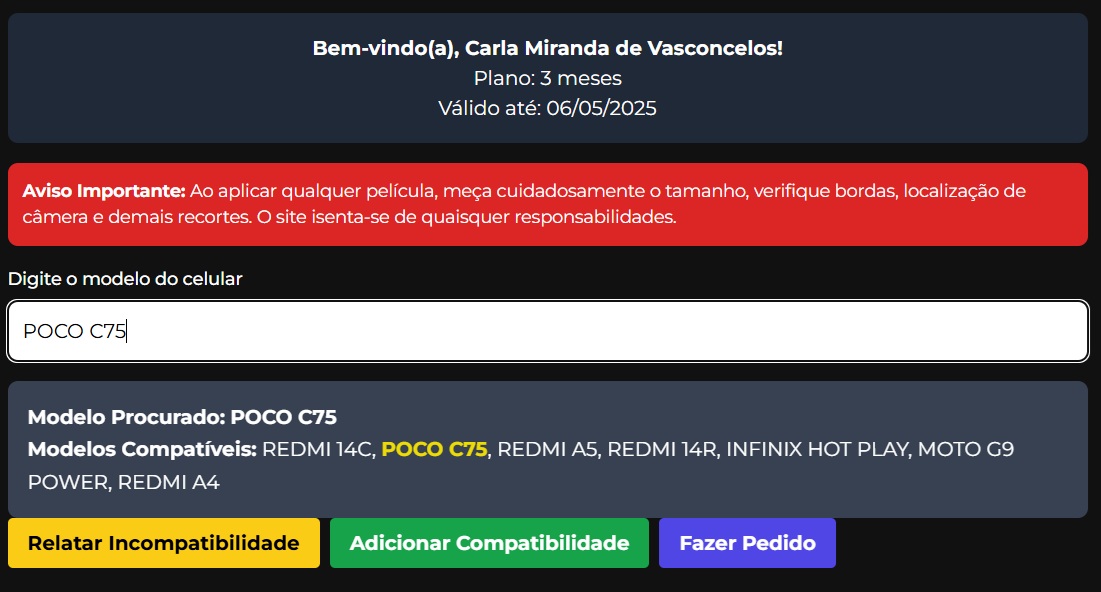 Bem-vindo(a), Carla Miranda de Vasconcelos!
Plano: 3 meses
Válido até: 06/05/2025
Aviso Importante: Ao aplicar qualquer película, meça cuidadosamente o tamanho, verifique bordas, localização de
câmera e demais recortes. O site isenta-se de quaisquer responsabilidades.
Digite o modelo do celular
POCO C75
Modelo Procurado: POCO C75
Modelos Compatíveis: REDMI 14C, POCO C75, REDMI A5, REDMI 14R, INFINIX HOT PLAY, MOTO G9
POWER, REDMI A4
Relatar Incompatibilidade
Adicionar Compatibilidade
Fazer Pedido